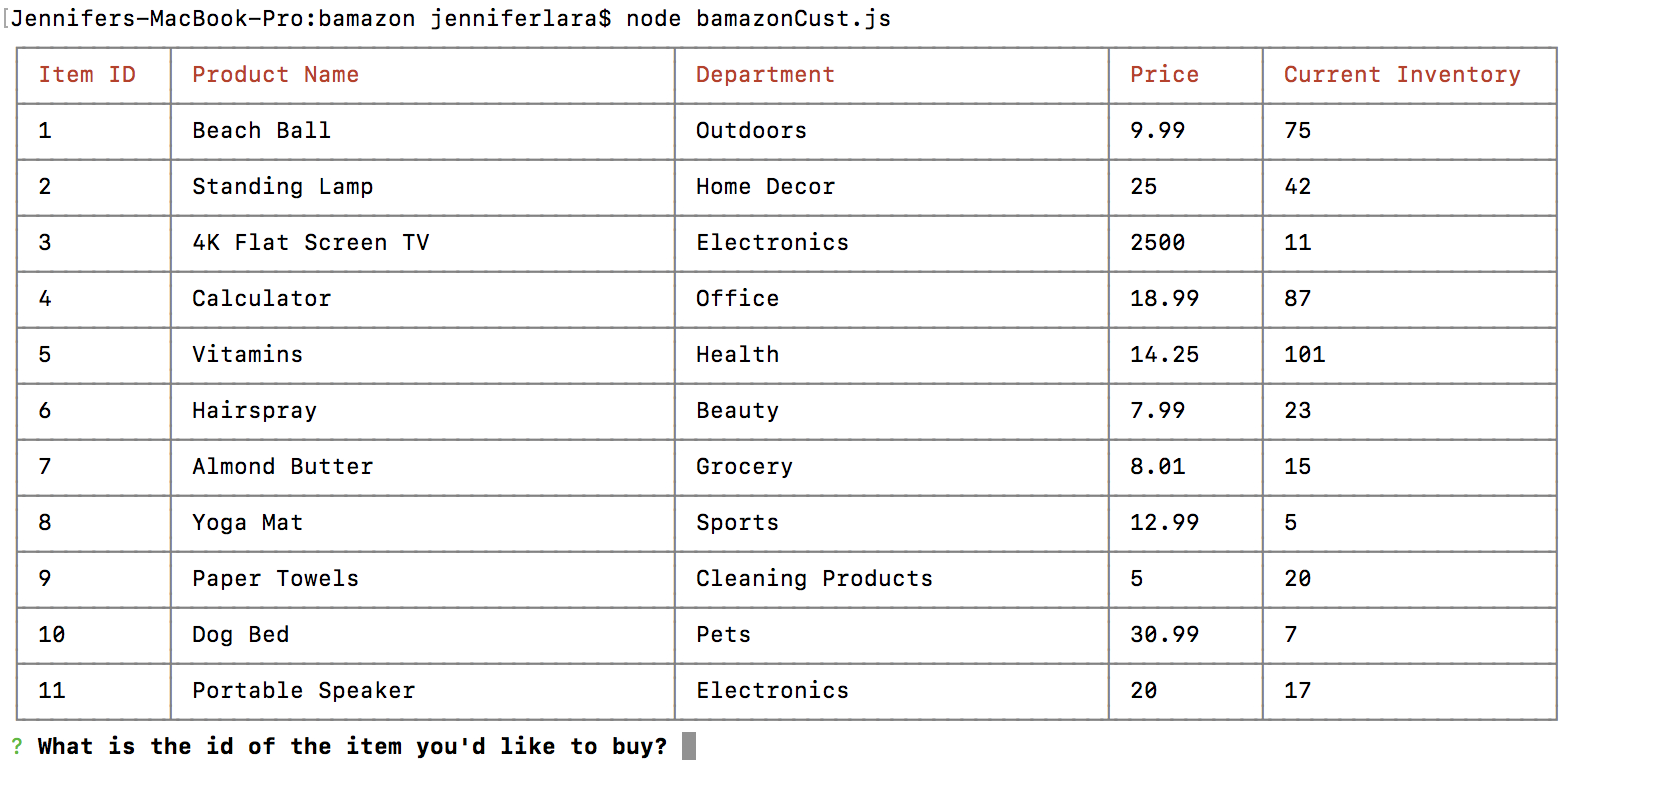 [Jennifers-MacBook-Pro:bamazon jenniferlara$ node bamazonCust.js
Item ID Product Name Department Price Current Inventory
1 Beach Ball Outdoors 9.99 75
2 Standing Lamp Home Decor 25 42
3 4K Flat Screen TV Electronics 2500 11
4 Calculator Office 18.99 87
5 Vitamins Health 14.25 101
6 Hairspray Beauty 7.99 23
7 Almond Butter Grocery 8.01 15
8 Yoga Mat Sports 12.99 5
9 Paper Towels Cleaning Products 5 20
10 Dog Bed Pets 30.99 7
11 Portable Speaker Electronics 20 17
? What is the id of the item you'd like to buy?